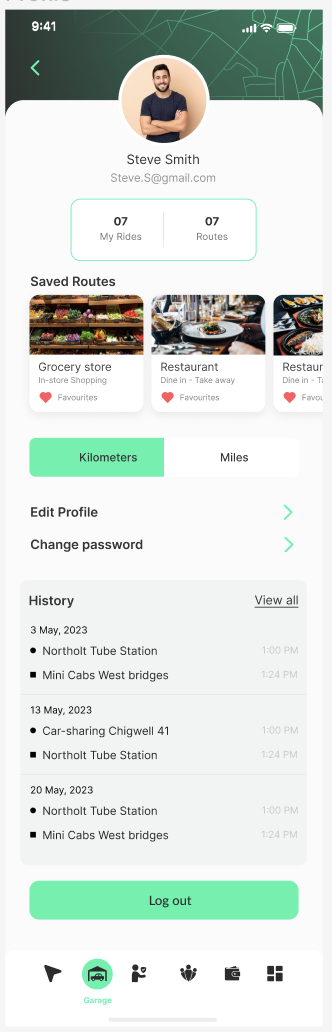 9:41
Steve Smith
Steve.S@gmail.com
07 07
My Rides Routes
Saved Routes
Grocery store Restaurant Restaur
In-store Shopping Dine in - Take away Dine in - Ta
Favourites Favourites Favou
Kilometers Miles
Edit Profile
Change password
History View all
3 May, 2023
Northolt Tube Station 1:00 PM
Mini Cabs West bridges 1:24 PM
13 May, 2023
Car-sharing Chigwell 41 1:00 PM
Northolt Tube Station 1:24 PM
20 May, 2023
Northolt Tube Station 1:00 PM
Mini Cabs West bridges 1:24 PM
Log out
Garage